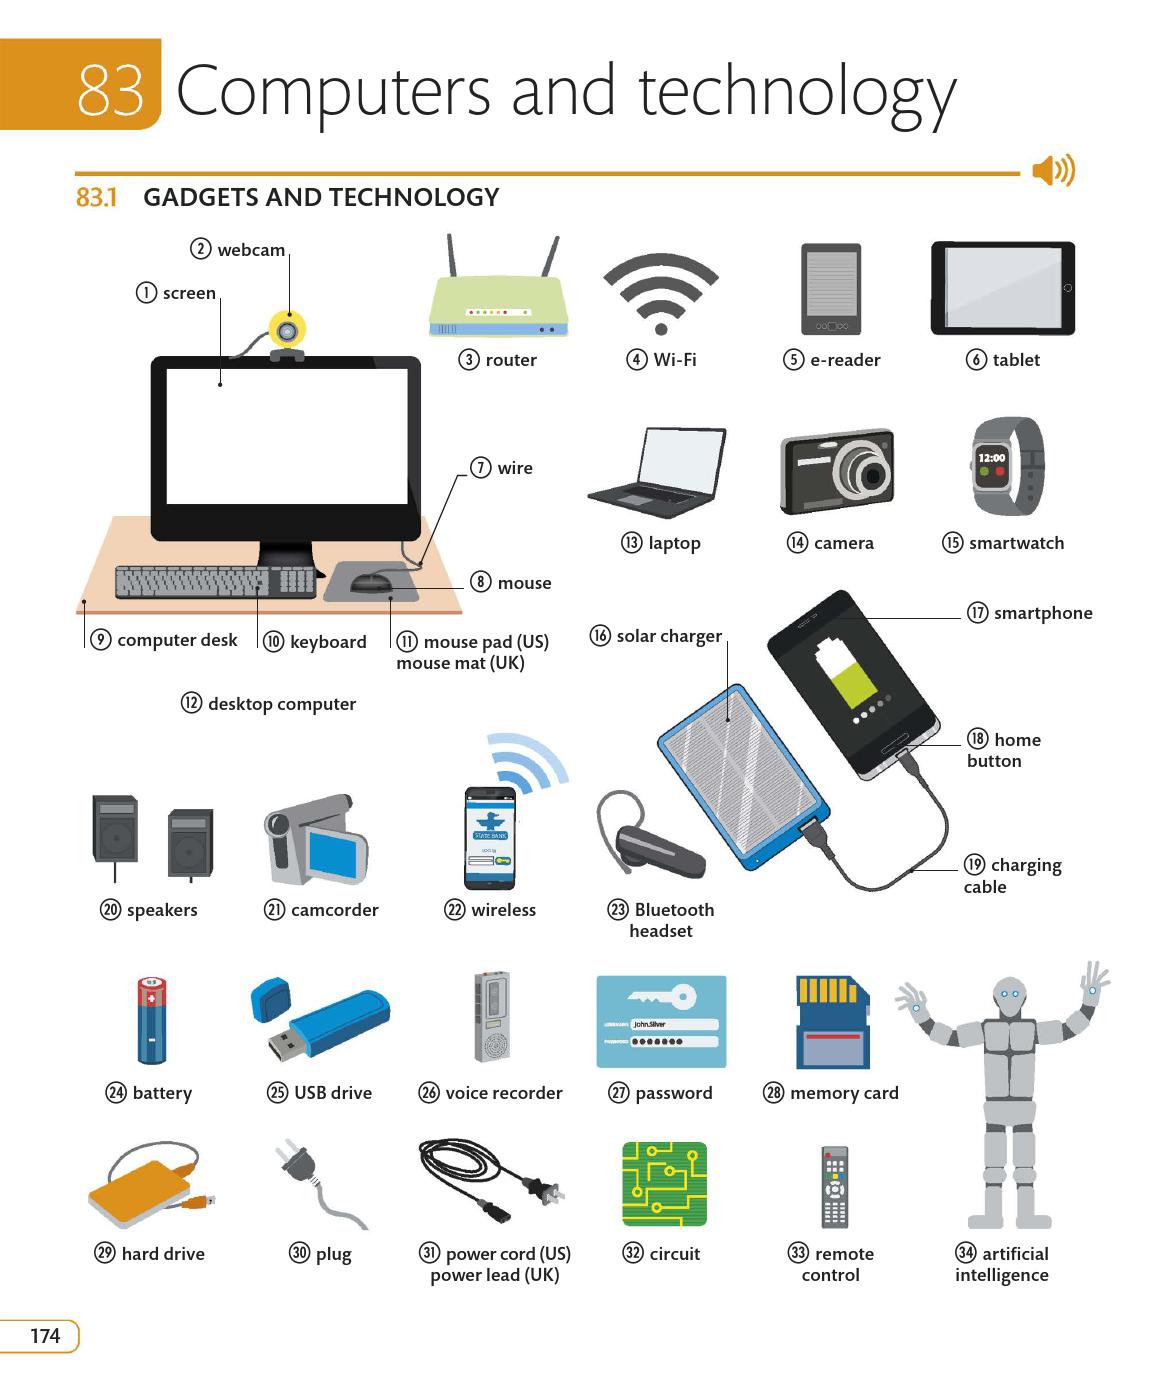 83 Computers and technology
83.1 GADGETS AND TECHNOLOGY
② webcam
① screen
③ router
④ Wi-Fi
⑤ e-reader
⑥ tablet
⑦ wire
⑧ mouse
⑨ computer desk
⑩ keyboard
⑪ mouse pad (US)
mouse mat (UK)
⑫ desktop computer
⑬ laptop
⑭ camera
12:00
⑮ smartwatch
⑯ solar charger
⑰ smartphone
⑱ home
button
⑲ charging
cable
⑳ speakers
㉑ camcorder
STATE BANK
㉒ wireless
㉓ Bluetooth
headset
㉔ battery
㉕ USB drive
㉖ voice recorder
USERNAME John.Silver
PASSWORD
㉗ password
㉘ memory card
㉙ hard drive
㉚ plug
㉛ power cord (US)
power lead (UK)
㉜ circuit
㉝ remote
control
㉞ artificial
intelligence
174